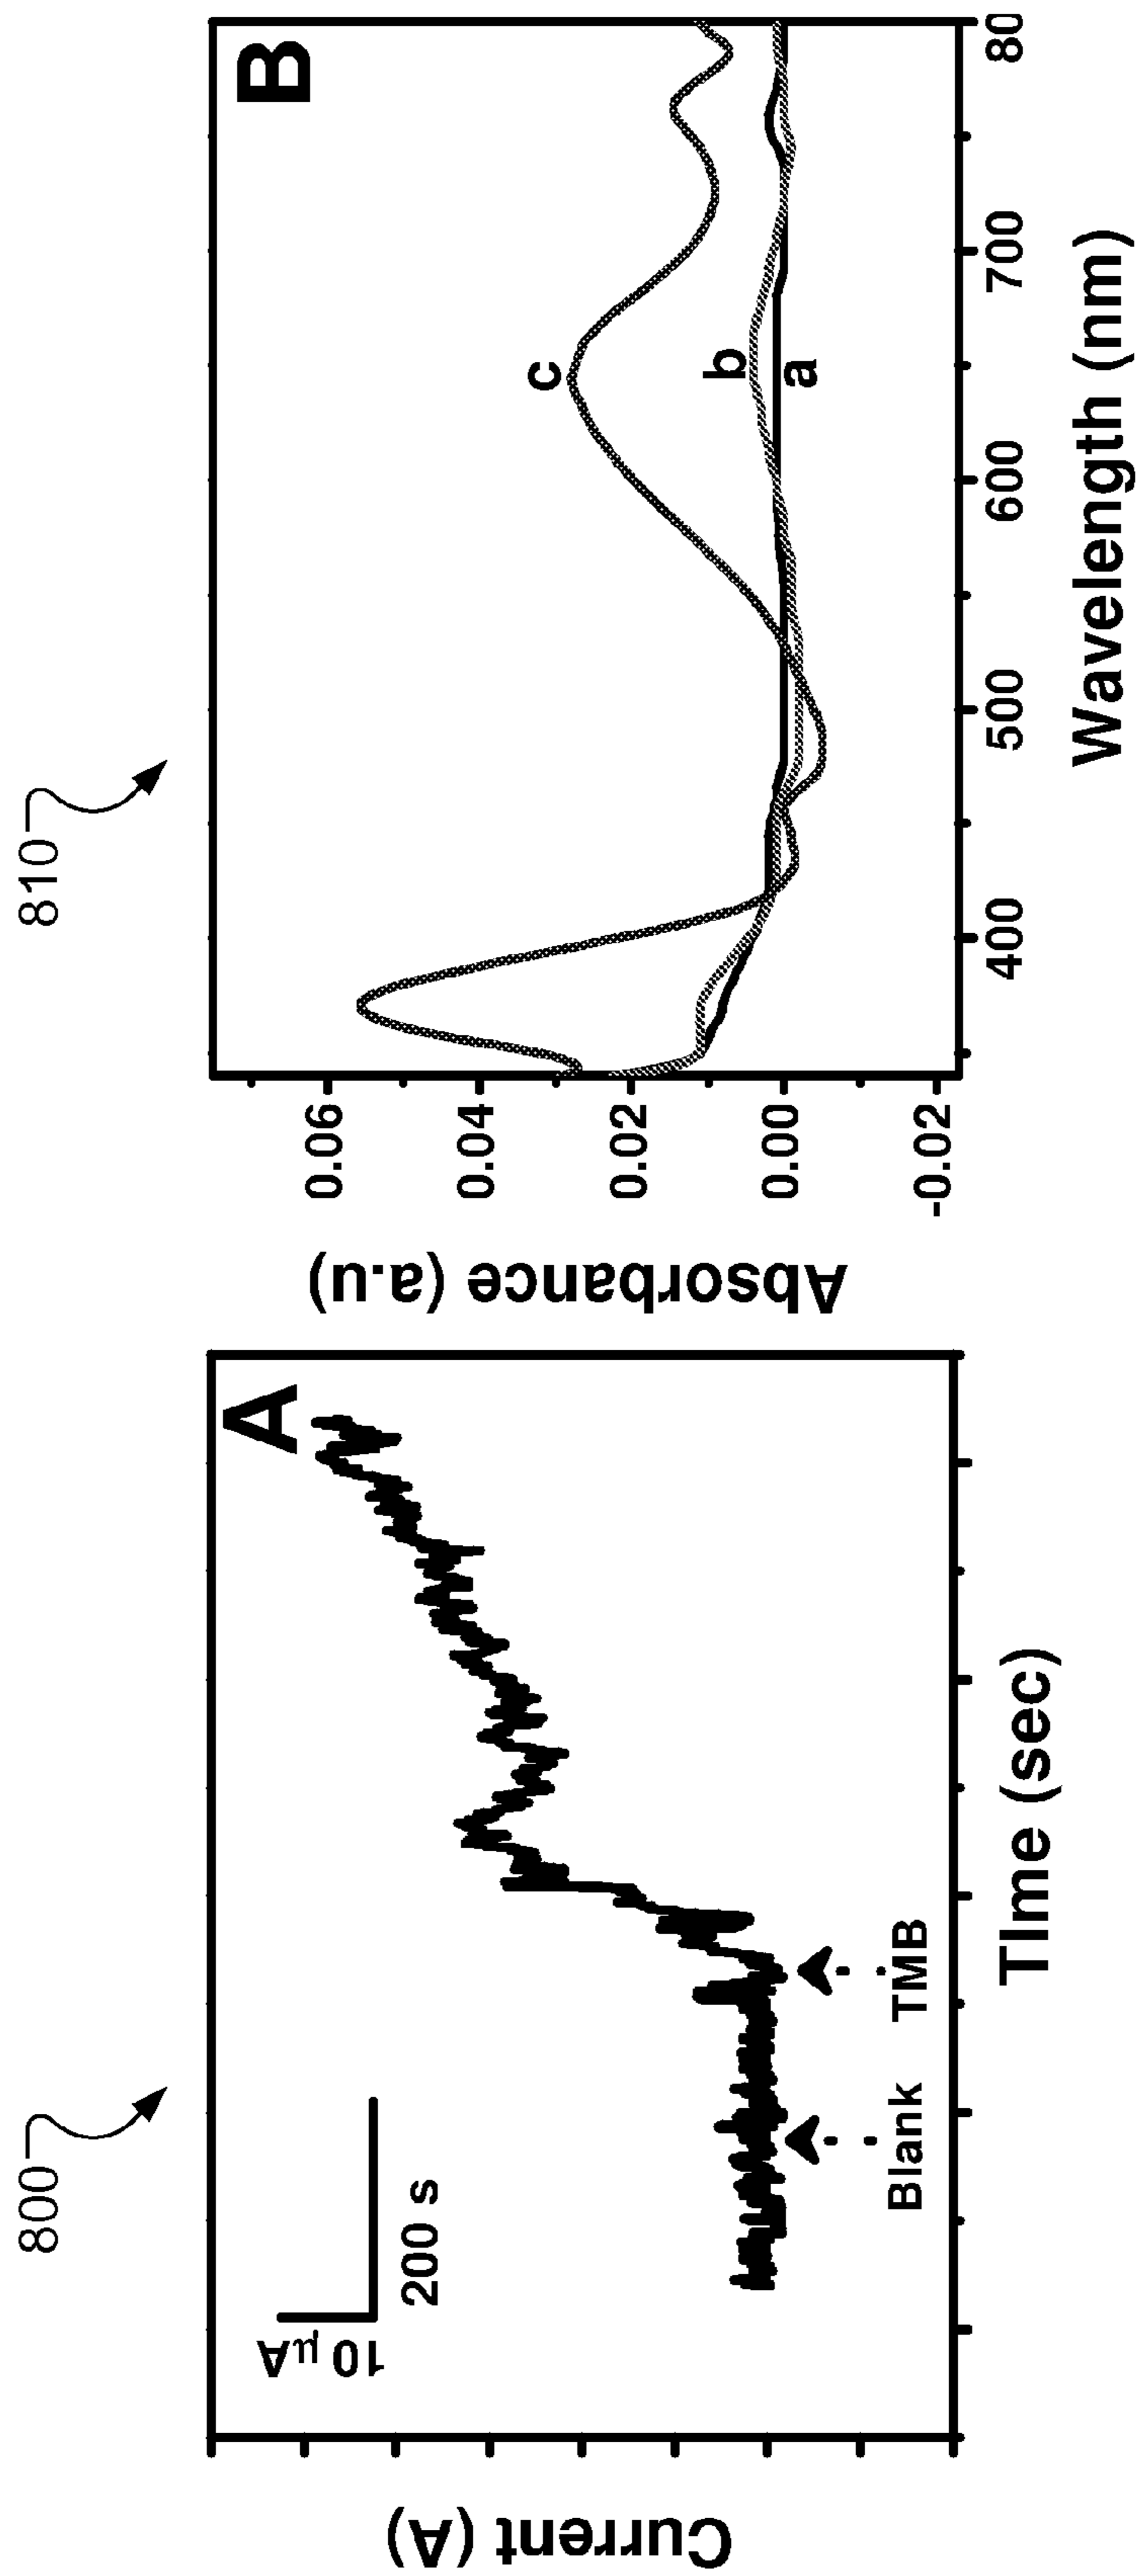 800
810
A
10 μA
200 s
Blank
TMB
Current (A)
TIme (sec)
B
c
b
a
0.06
0.04
0.02
0.00
-0.02
400
500
600
700
80
Absorbance (a.u)
Wavelength (nm)